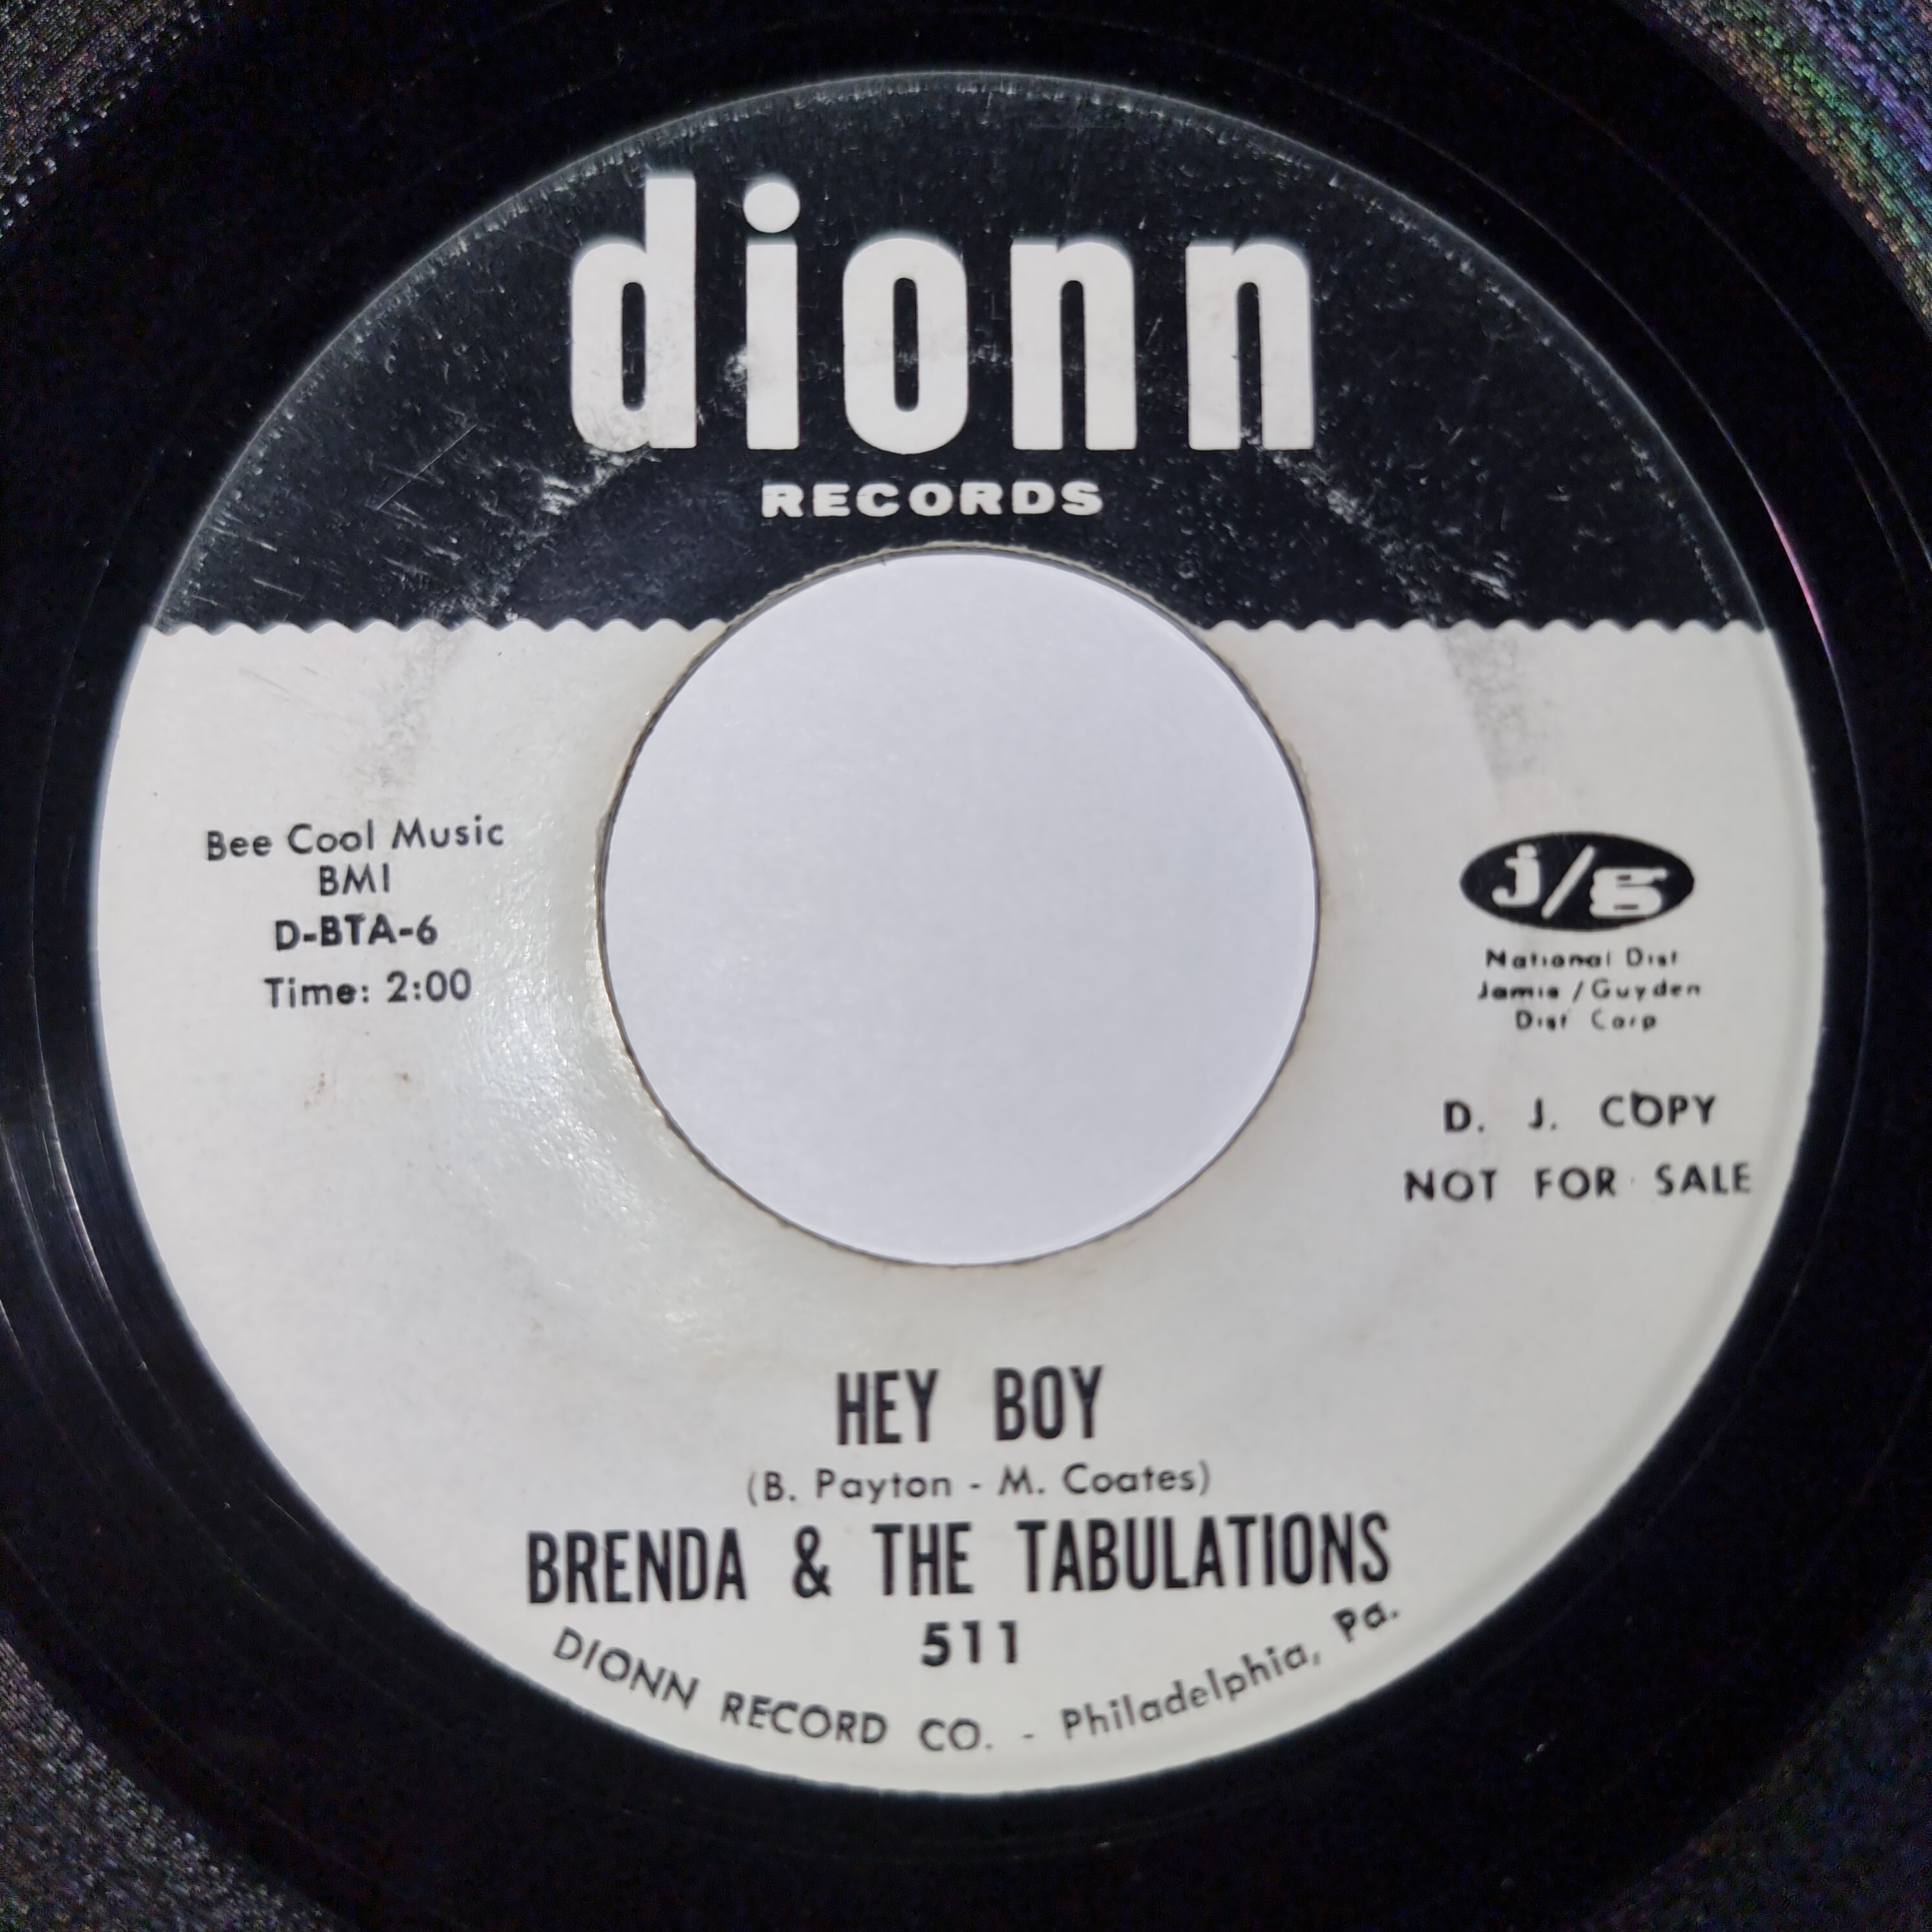 dionn
RECORDS
Bee Cool Music
BMI
D-BTA-6
Time: 2:00
j/g
National Dist
Jamie / Guyden
Dist Corp
D. J. COPY
NOT FOR SALE
HEY BOY
(B. Payton - M. Coates)
BRENDA & THE TABULATIONS
511
DIONN RECORD CO. - Philadelphia, Pa.